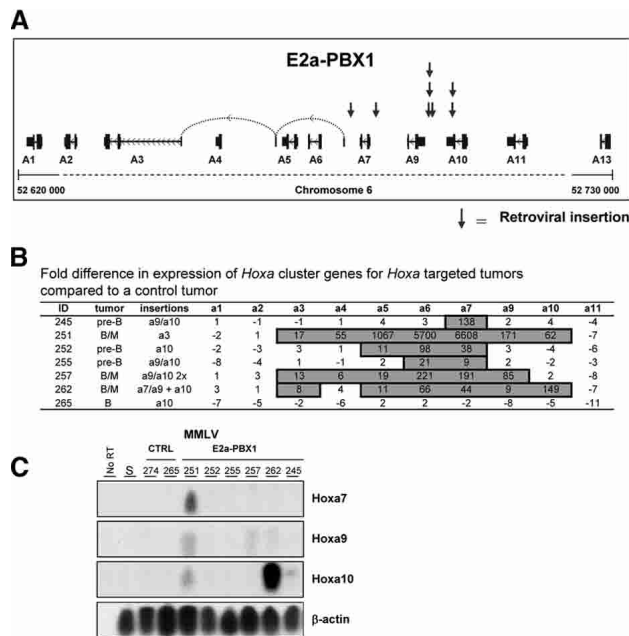 A
E2a-PBX1
A1 A2 A3 A4 A5 A6 A7 A9 A10 A11 A13
52 620 000 Chromosome 6 52 730 000
= Retroviral insertion
B
Fold difference in expression of Hoxa cluster genes for Hoxa targeted tumors
compared to a control tumor
ID tumor insertions a1 a2 a3 a4 a5 a6 a7 a9 a10 a11
245 pre-B a9/a10 1 -1 -1 1 4 3 138 2 4 -4
251 B/M a3 -2 1 17 55 1067 5700 6608 171 62 -7
252 pre-B a10 -2 -3 3 1 11 98 38 3 -4 -6
255 pre-B a9/a10 -8 -4 1 -1 2 21 9 -2 -2 -3
257 B/M a9/a10 2x 1 3 13 6 19 221 191 85 2 -8
262 B/M a7/a9 + a10 3 1 8 4 11 66 44 9 149 -7
265 B a10 -7 -5 -2 -6 2 2 -2 -8 -5 -11
C
MMLV
No RT S CTRL E2a-PBX1
274 265 251 252 255 257 262 245
Hoxa7
Hoxa9
Hoxa10
β-actin